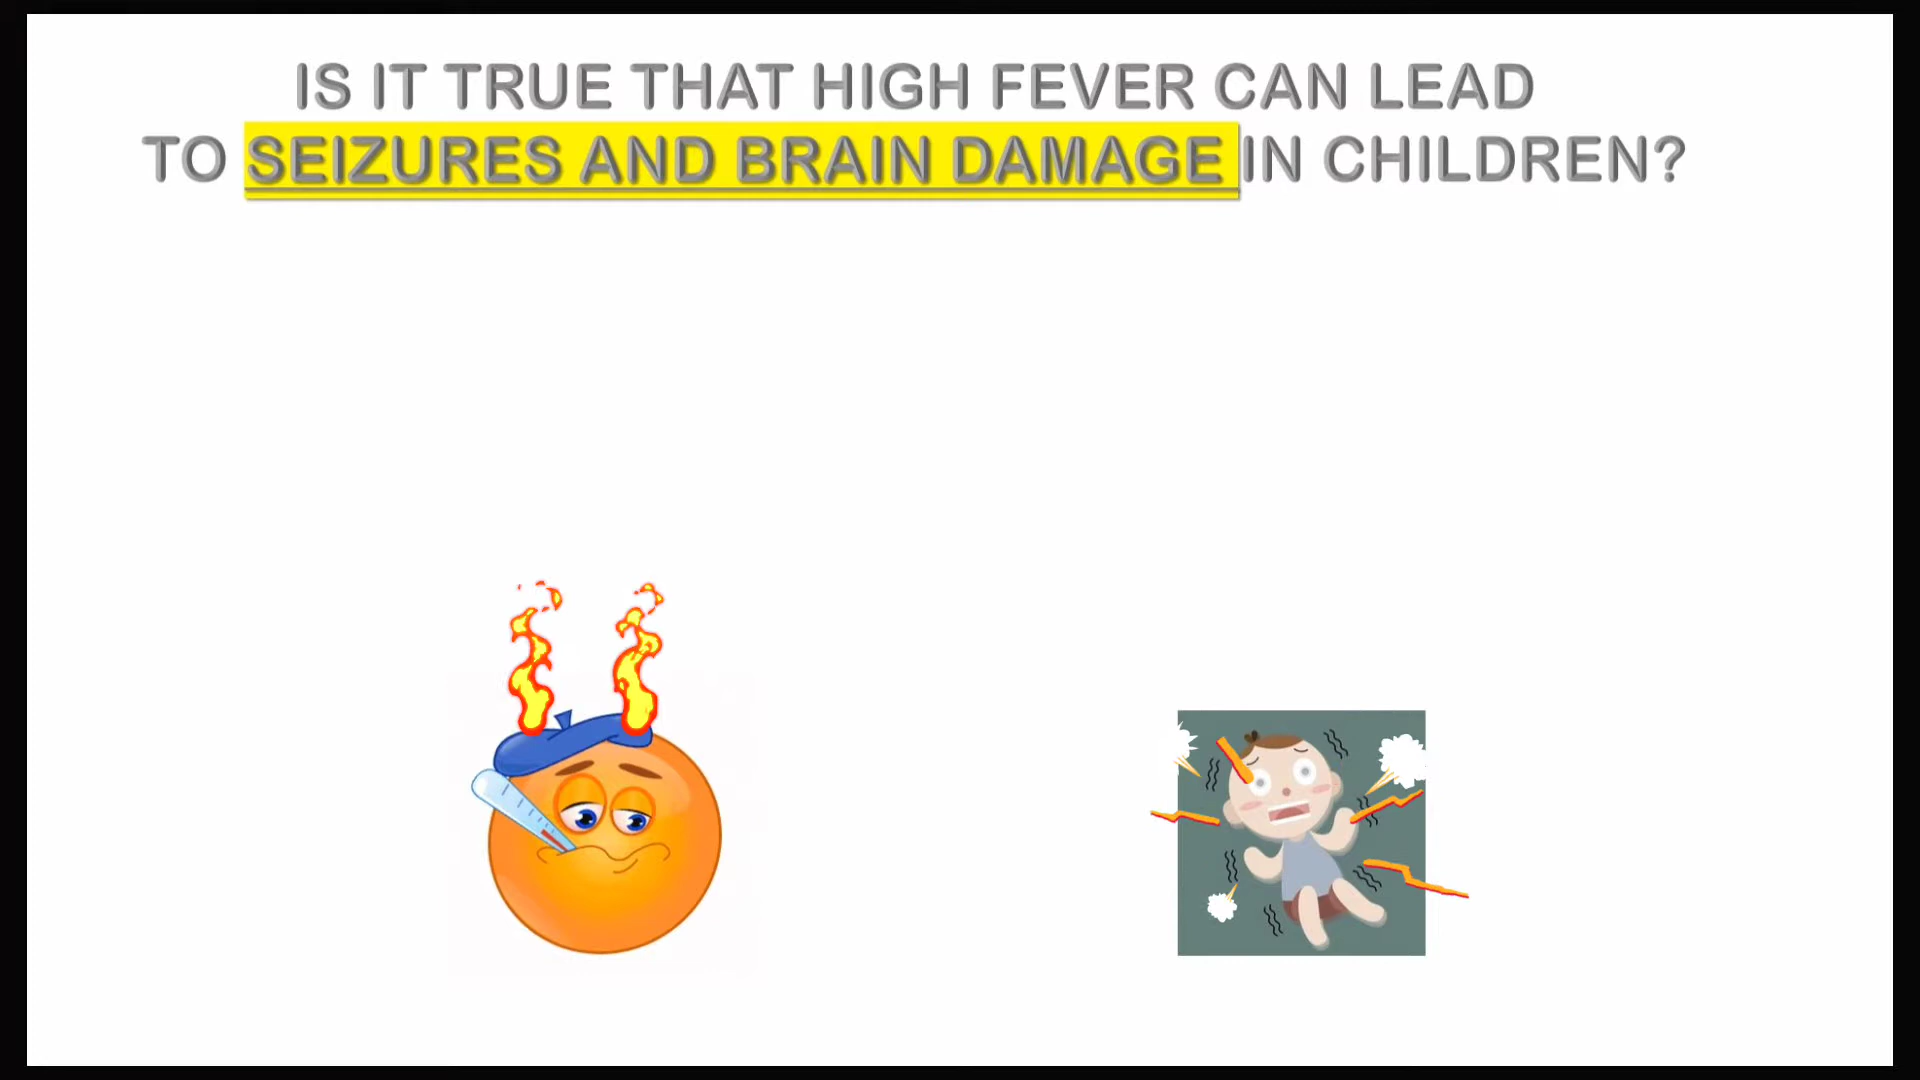 IS IT TRUE THAT HIGH FEVER CAN LEAD
TO SEIZURES AND BRAIN DAMAGE IN CHILDREN?